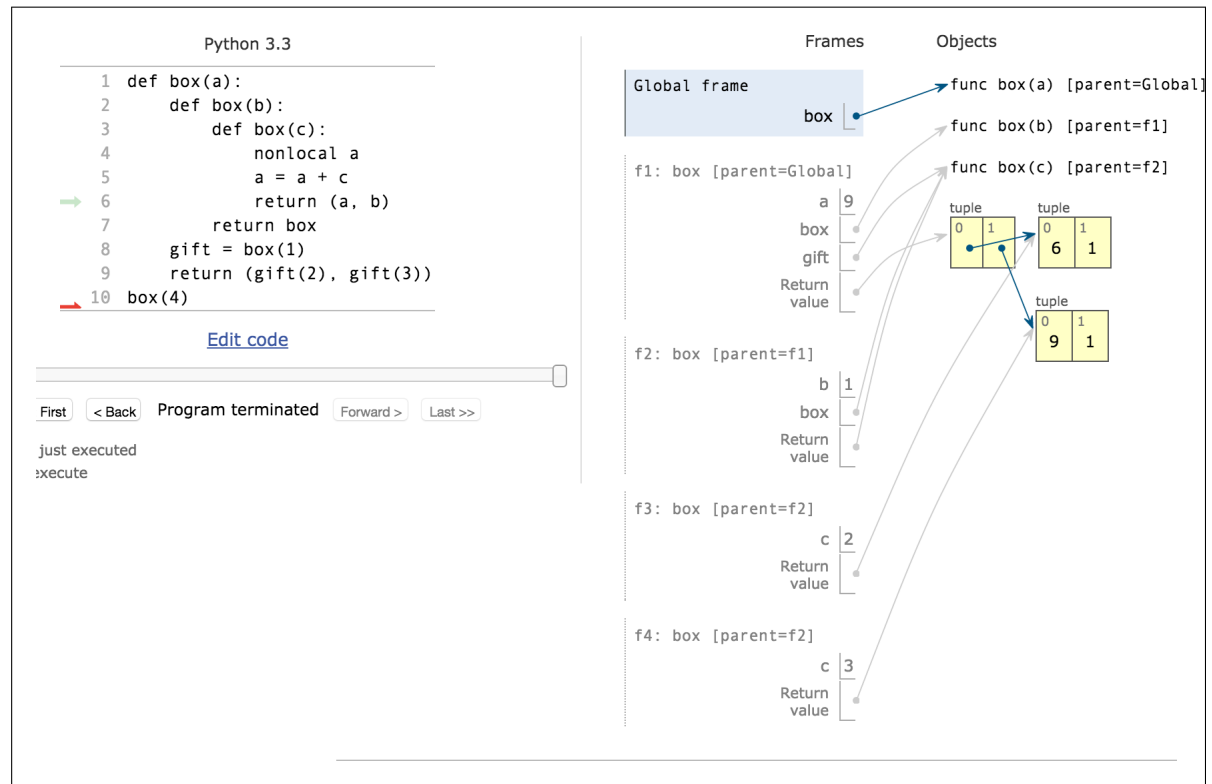 Python 3.3
1 def box(a):
2     def box(b):
3         def box(c):
4             nonlocal a
5             a = a + c
6             return (a, b)
7         return box
8     gift = box(1)
9     return (gift(2), gift(3))
10 box(4)
Edit code
First < Back Program terminated Forward > Last >>
just executed
execute
Frames Objects
Global frame
box
func box(a) [parent=Global]
func box(b) [parent=f1]
func box(c) [parent=f2]
f1: box [parent=Global]
a 9
box
gift
Return
value
tuple
0 1
tuple
0 1
6 1
tuple
0 1
9 1
f2: box [parent=f1]
b 1
box
Return
value
f3: box [parent=f2]
c 2
Return
value
f4: box [parent=f2]
c 3
Return
value